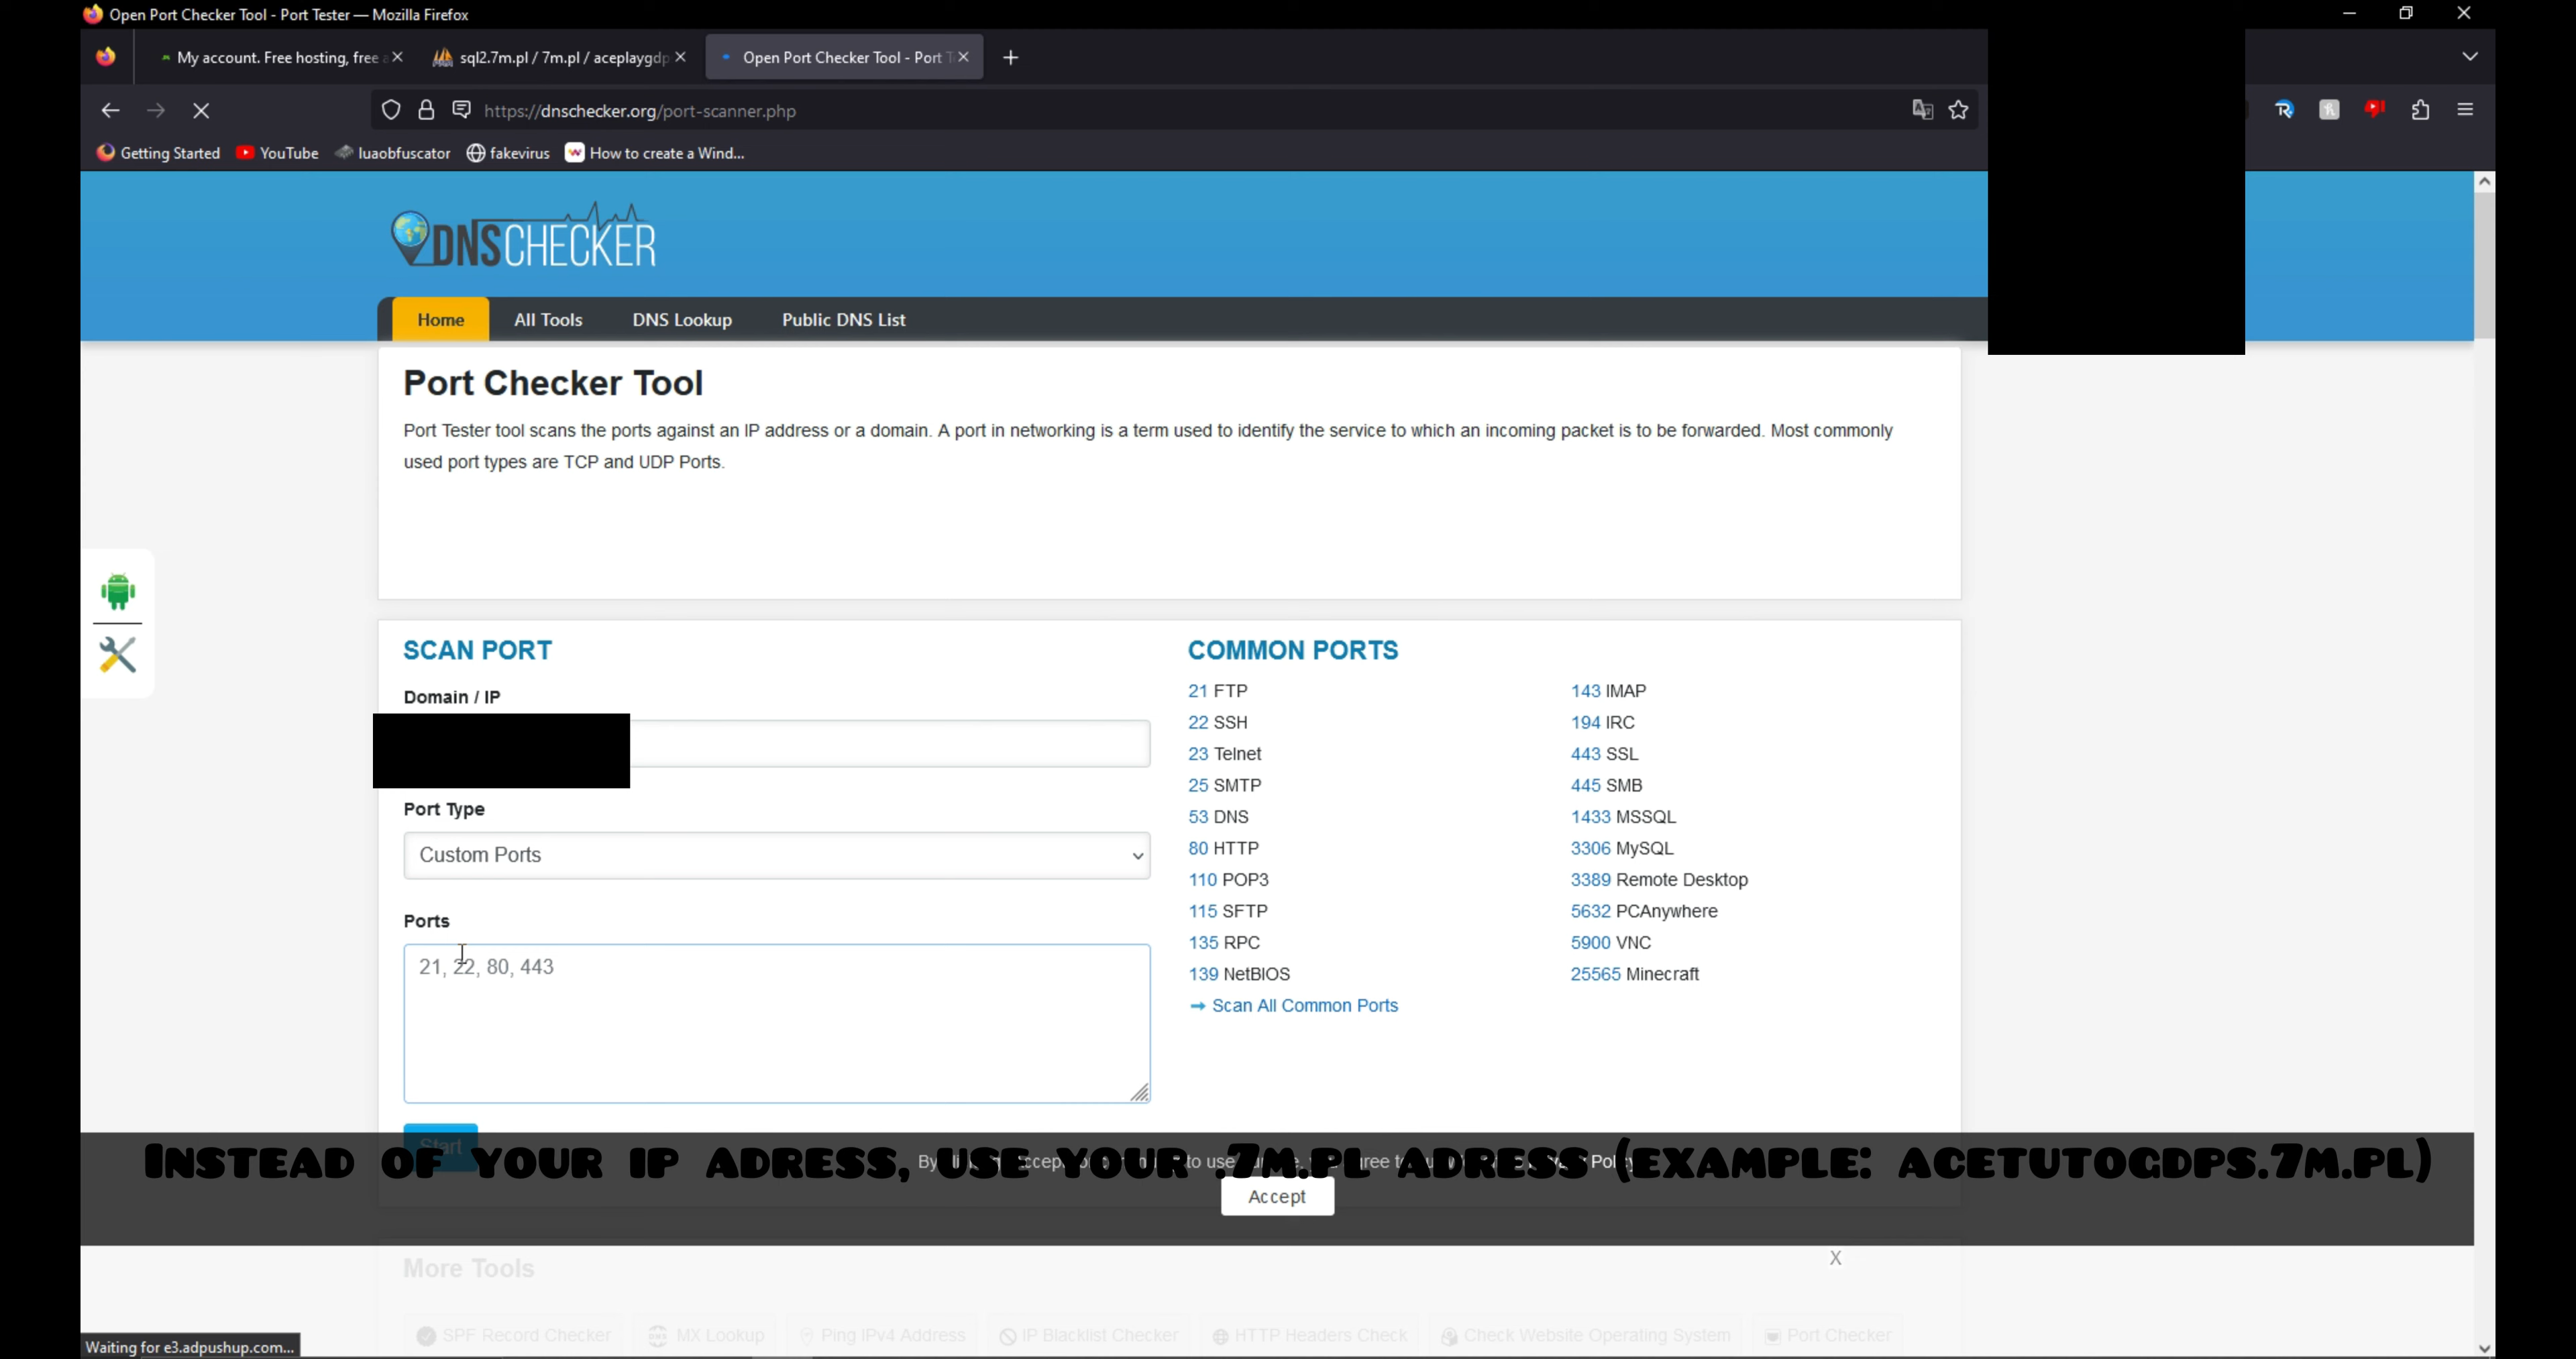 Open Port Checker Tool - Port Tester — Mozilla Firefox
My account. Free hosting, free a
sql2.7m.pl / 7m.pl / aceplaygdp
Open Port Checker Tool - Port T
https://dnschecker.org/port-scanner.php
Getting Started
YouTube
luaobfuscator
fakevirus
How to create a Wind...
DNSCHECKER
Home
All Tools
DNS Lookup
Public DNS List
Port Checker Tool
Port Tester tool scans the ports against an IP address or a domain. A port in networking is a term used to identify the service to which an incoming packet is to be forwarded. Most commonly
used port types are TCP and UDP Ports.
SCAN PORT
Domain / IP
Port Type
Custom Ports
Ports
21, 22, 80, 443
Start
COMMON PORTS
21 FTP
22 SSH
23 Telnet
25 SMTP
53 DNS
80 HTTP
110 POP3
115 SFTP
135 RPC
139 NetBIOS
→ Scan All Common Ports
143 IMAP
194 IRC
443 SSL
445 SMB
1433 MSSQL
3306 MySQL
3389 Remote Desktop
5632 PCAnywhere
5900 VNC
25565 Minecraft
Instead of your ip adress, use your .7m.pl adress (example: acetutogdps.7m.pl)
Accept
More Tools
X
SPF Record Checker
MX Lookup
Ping IPv4 Address
IP Blacklist Checker
HTTP Headers Check
Check Website Operating System
Port Checker
Waiting for e3.adpushup.com...